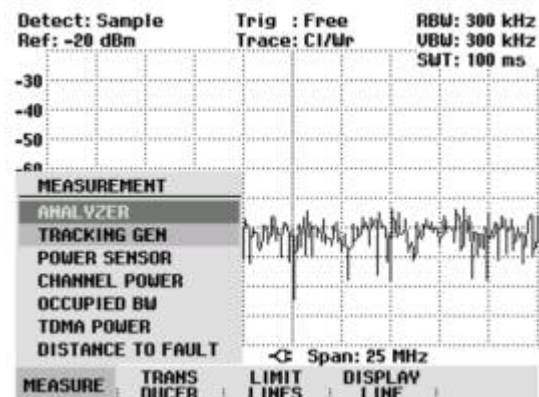 Detect: Sample Trig : Free RBW: 300 kHz
Ref: -20 dBm Trace: Cl/Wr VBW: 300 kHz
SWT: 100 ms
-30
-40
-50
-60
MEASUREMENT
ANALYZER
TRACKING GEN
POWER SENSOR
CHANNEL POWER
OCCUPIED BW
TDMA POWER
DISTANCE TO FAULT
Span: 25 MHz
MEASURE TRANS LIMIT DISPLAY
DUCER LINES LINE